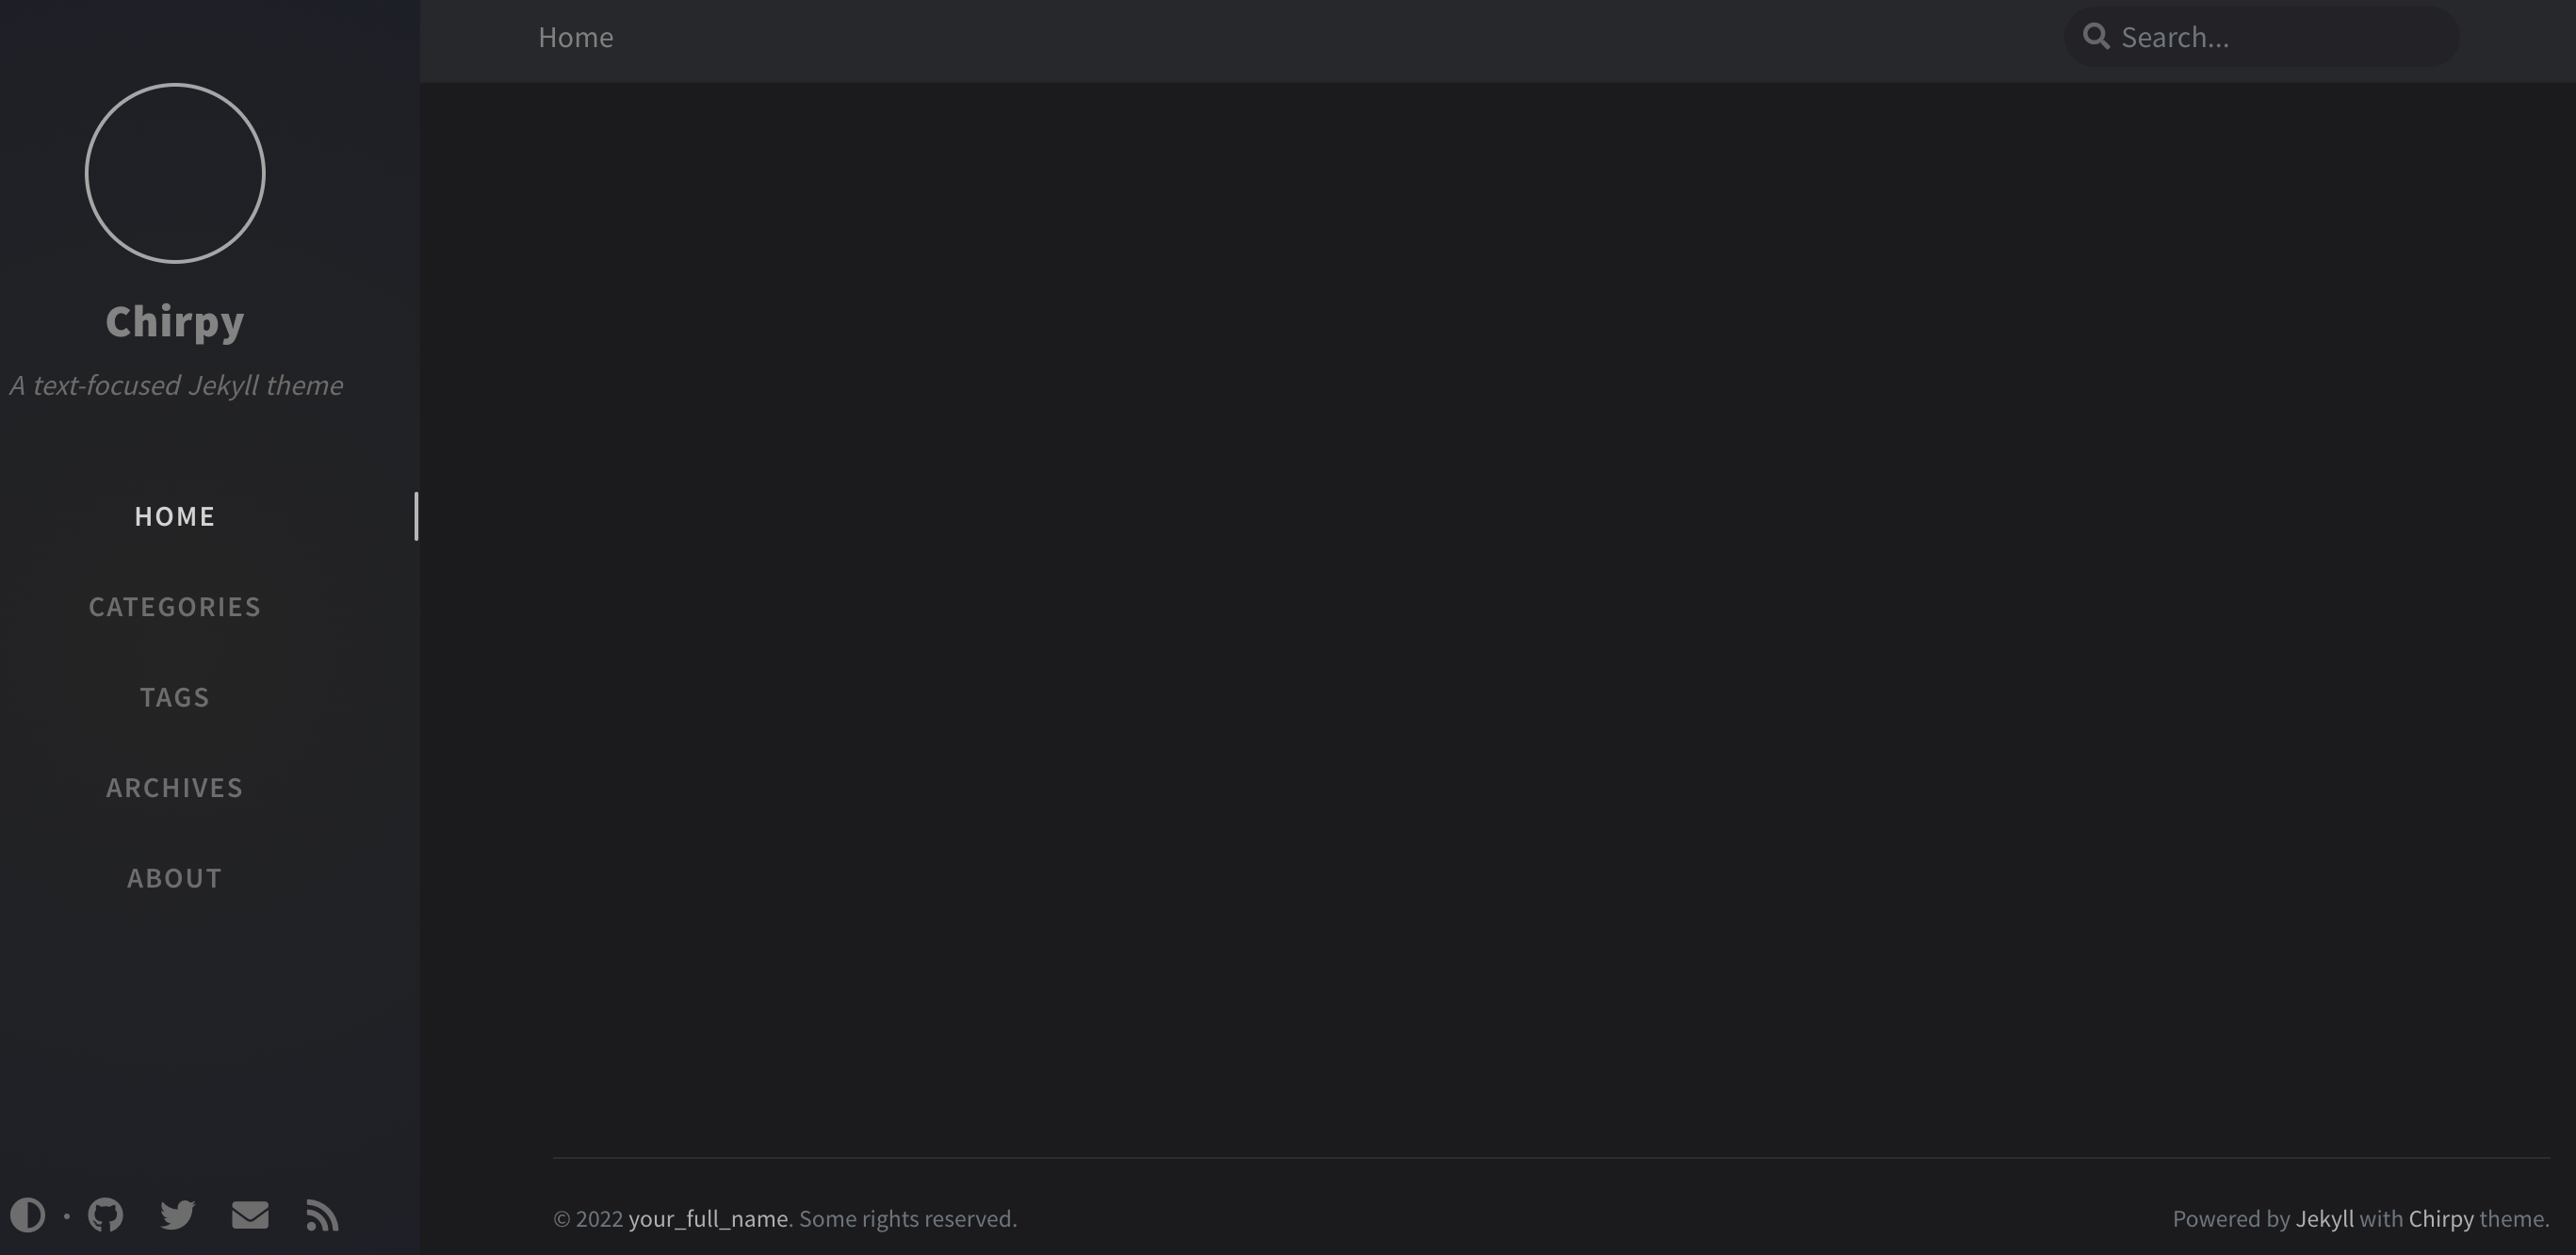 Home
Search...
Chirpy
A text-focused Jekyll theme
HOME
CATEGORIES
TAGS
ARCHIVES
ABOUT
© 2022 your_full_name. Some rights reserved.
Powered by Jekyll with Chirpy theme.